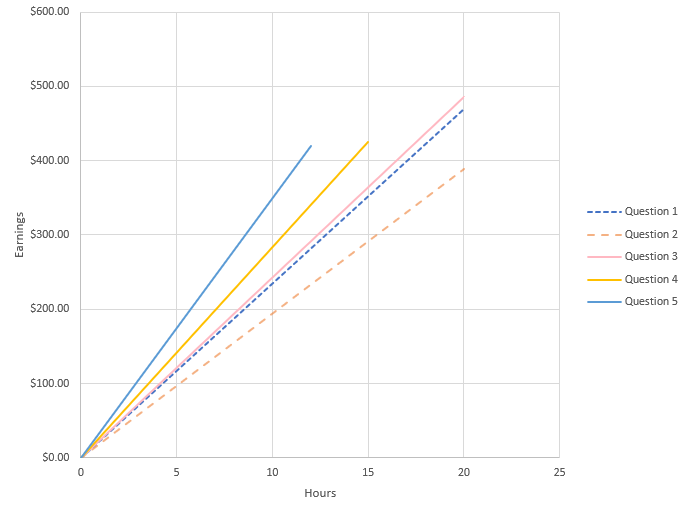 $600.00
$500.00
$400.00
$300.00
$200.00
$100.00
$0.00
Earnings
0 5 10 15 20 25
Hours
Question 1
Question 2
Question 3
Question 4
Question 5